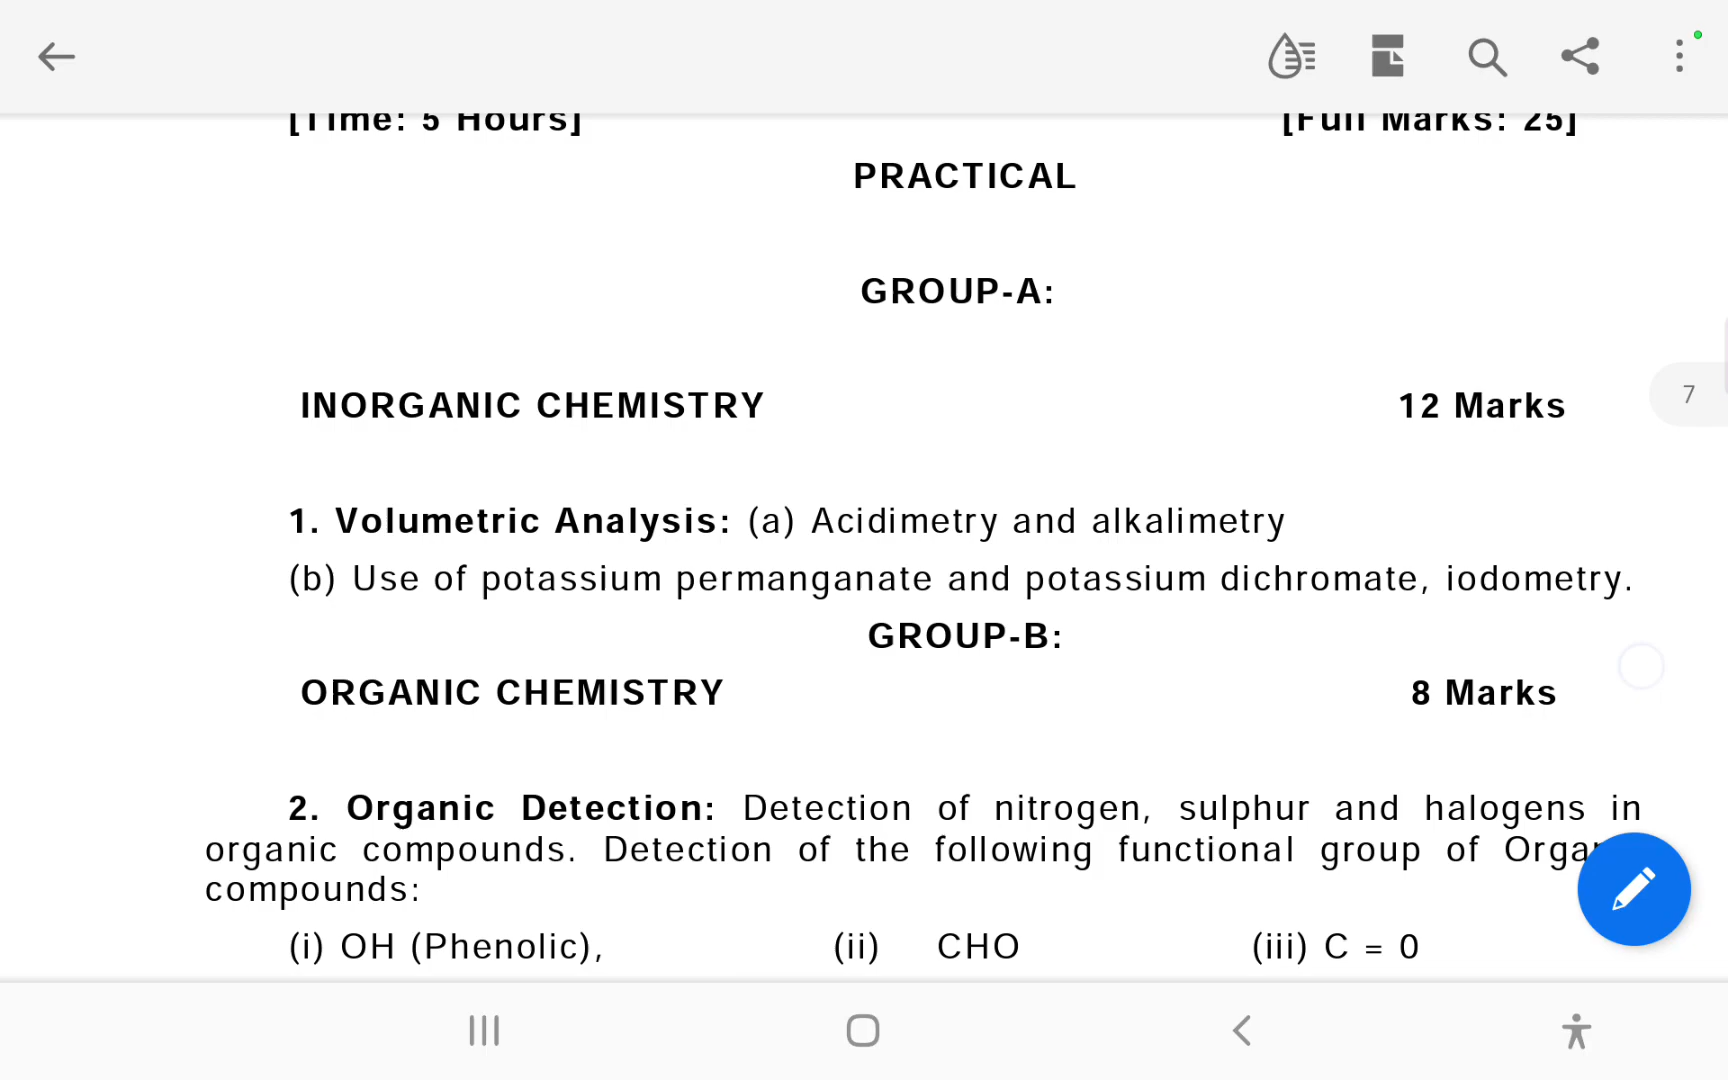 [Time: 5 Hours] [Full Marks: 25]
PRACTICAL
GROUP-A:
INORGANIC CHEMISTRY 12 Marks
7
1. Volumetric Analysis: (a) Acidimetry and alkalimetry
(b) Use of potassium permanganate and potassium dichromate, iodometry.
GROUP-B:
ORGANIC CHEMISTRY 8 Marks
2. Organic Detection: Detection of nitrogen, sulphur and halogens in
organic compounds. Detection of the following functional group of
compounds:
(i) OH (Phenolic), (ii) CHO (iii) C = 0